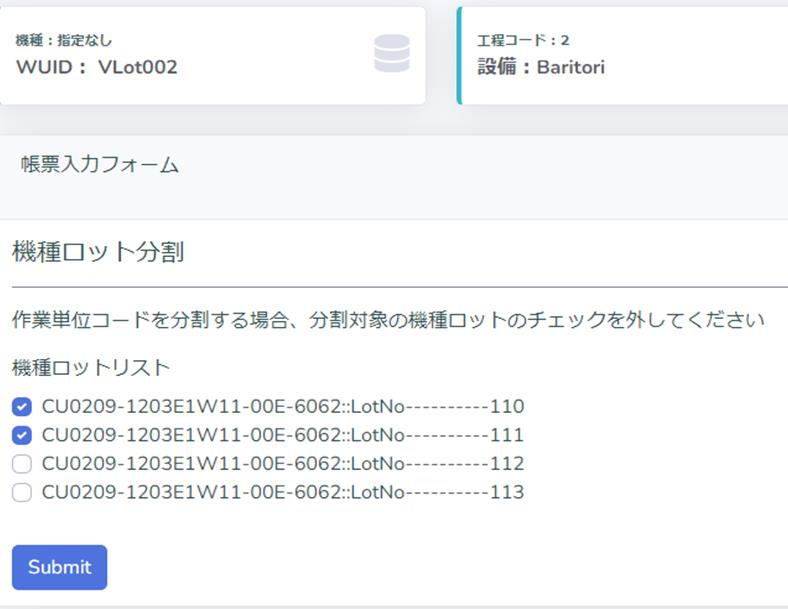 機種：指定なし
WUID： VLot002
工程コード：2
設備：Baritori
帳票入力フォーム
機種ロット分割
作業単位コードを分割する場合、分割対象の機種ロットのチェックを外してください
機種ロットリスト
CU0209-1203E1W11-00E-6062::LotNo----------110
CU0209-1203E1W11-00E-6062::LotNo----------111
CU0209-1203E1W11-00E-6062::LotNo----------112
CU0209-1203E1W11-00E-6062::LotNo----------113
Submit